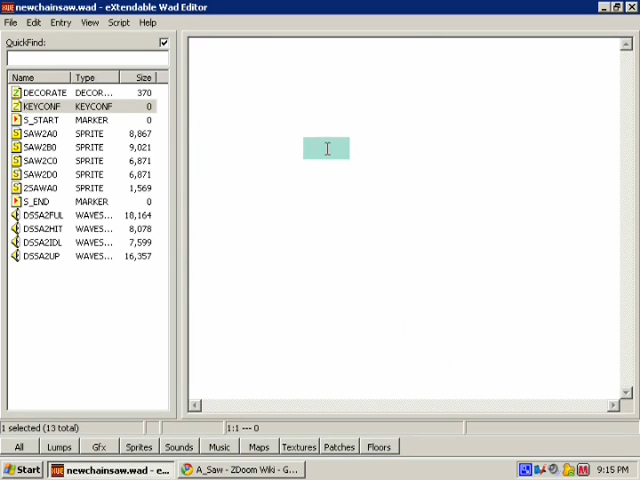 newchainsaw.wad - eXtendable Wad Editor
File Edit Entry View Script Help
QuickFind:
Name Type Size
DECORATE DECOR... 370
KEYCONF KEYCONF 0
S_START MARKER 0
SAW2A0 SPRITE 8,867
SAW2B0 SPRITE 9,021
SAW2C0 SPRITE 6,871
SAW2D0 SPRITE 6,871
2SAWA0 SPRITE 1,569
S_END MARKER 0
DSSA2FUL WAVES... 18,164
DSSA2HIT WAVES... 8,078
DSSA2IDL WAVES... 7,599
DSSA2UP WAVES... 16,357
1 selected (13 total) 1:1 --- 0
All Lumps Gfx Sprites Sounds Music Maps Textures Patches Floors
Start newchainsaw.wad - e... A_Saw - ZDoom Wiki - G... 9:15 PM